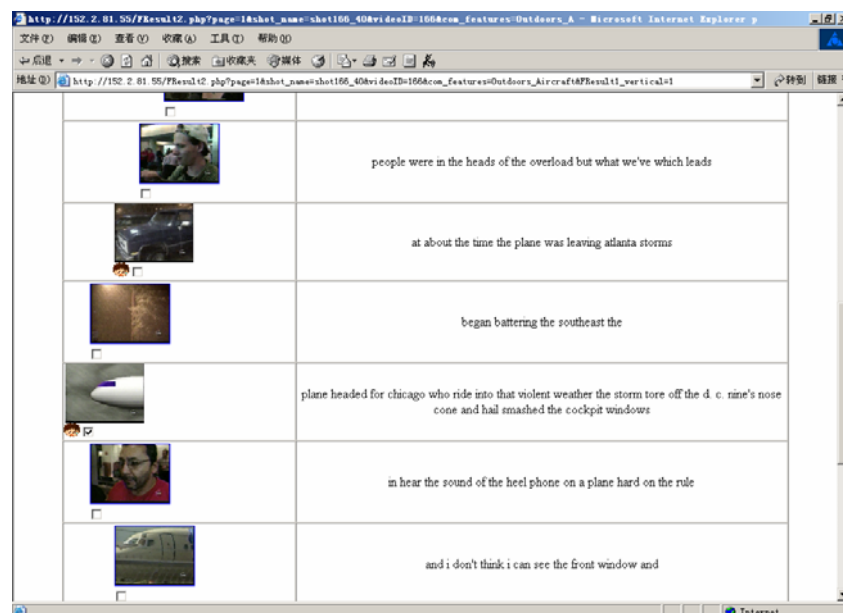 http://152.2.81.55/FResult2.php?page=1&shot_name=shot166_40&videoID=166&com_features=Outdoors_A - Microsoft Internet Explorer p
文件(F) 编辑(E) 查看(V) 收藏(A) 工具(T) 帮助(H)
后退 搜索 收藏夹 媒体
地址(D) http://152.2.81.55/FResult2.php?page=1&shot_name=shot166_40&videoID=166&com_features=Outdoors_Aircraft&FResult1_vertical=1 转到 链接
people were in the heads of the overload but what we've which leads
at about the time the plane was leaving atlanta storms
began battering the southeast the
plane headed for chicago who ride into that violent weather the storm tore off the d. c. nine's nose
cone and hail smashed the cockpit windows
in hear the sound of the heel phone on a plane hard on the rule
and i don't think i can see the front window and
Internet